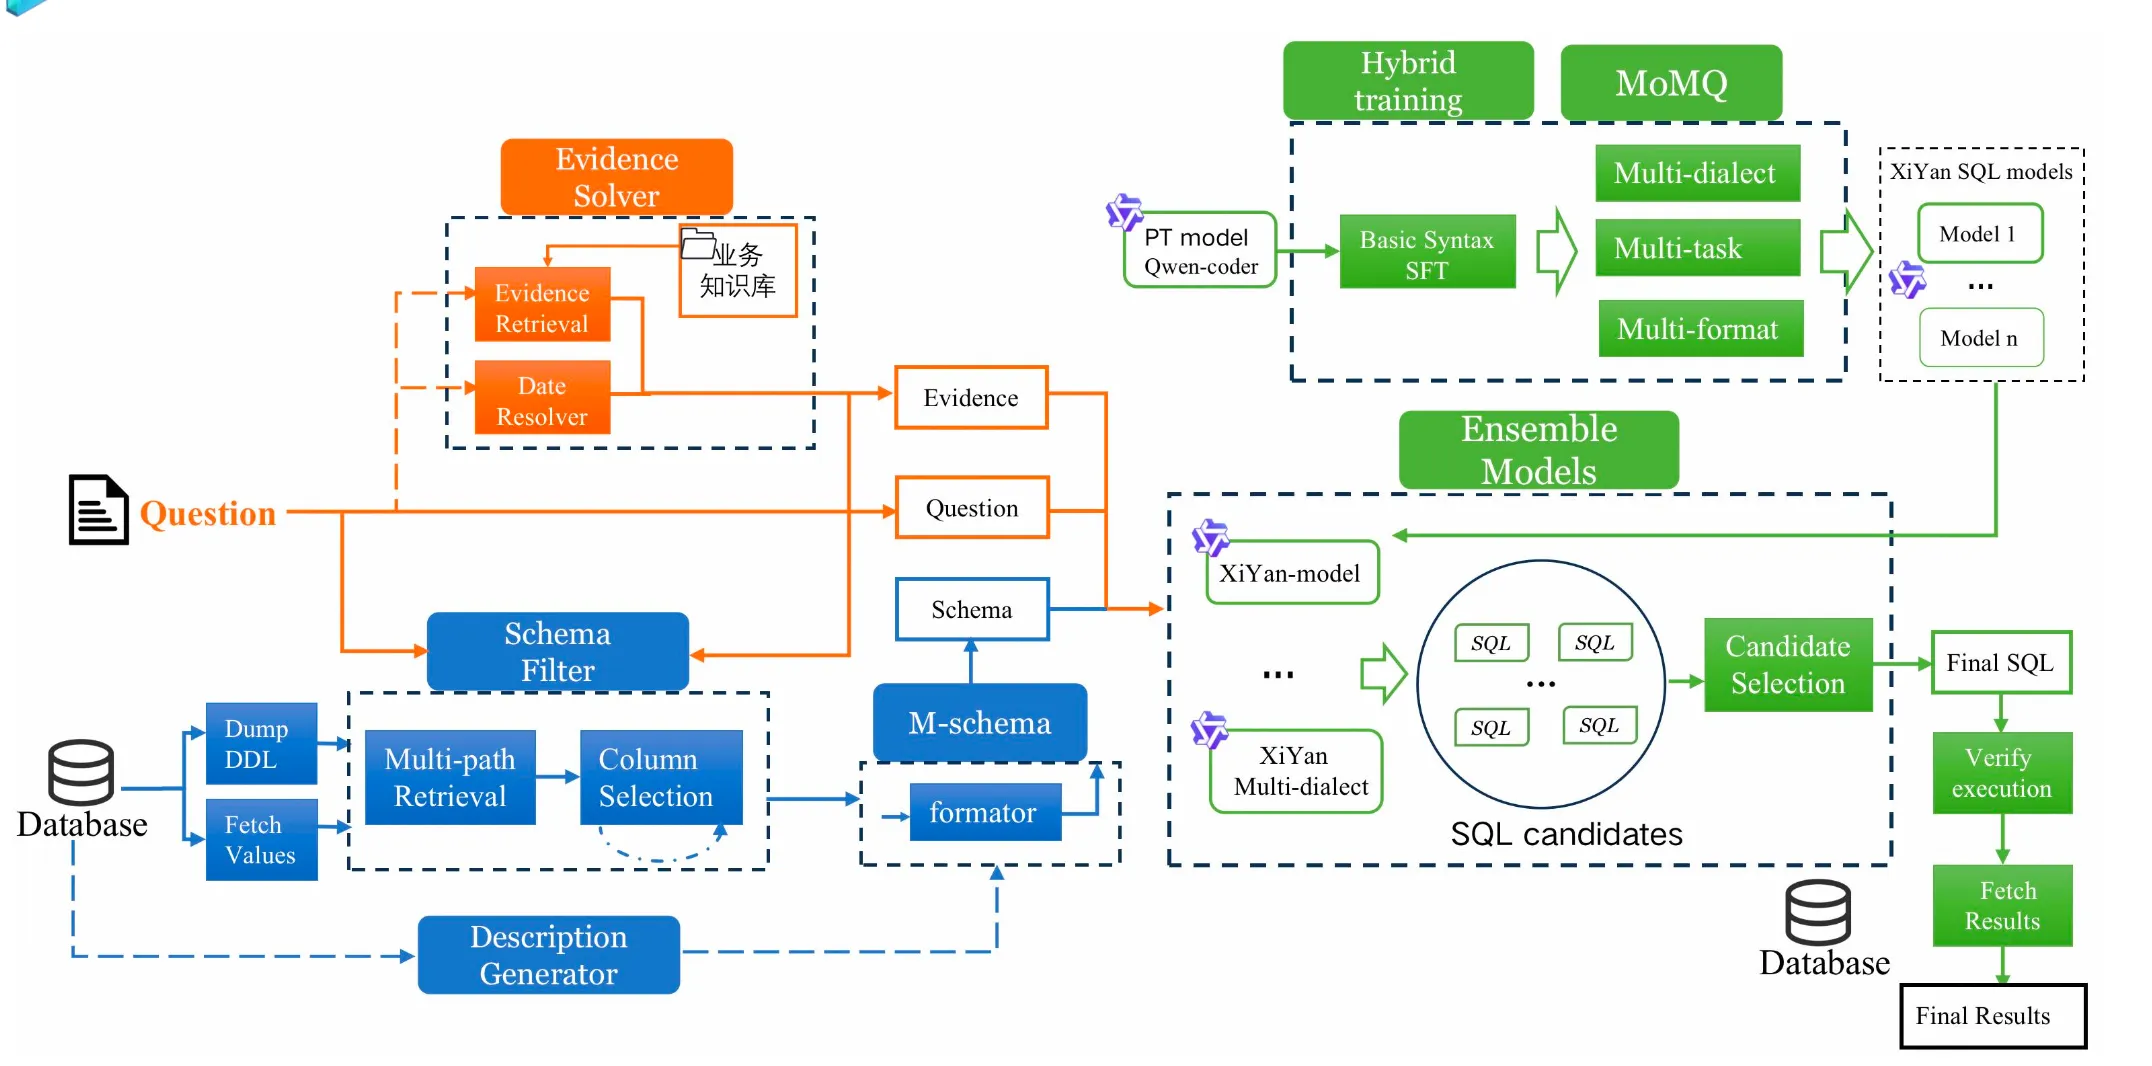 Hybrid
training
MoMQ
Evidence
Solver
业务
知识库
Evidence
Retrieval
Date
Resolver
PT model
Qwen-coder
Basic Syntax
SFT
Multi-dialect
Multi-task
Multi-format
XiYan SQL models
Model 1
...
Model n
Evidence
Question
Question
Schema
Ensemble
Models
XiYan-model
...
XiYan
Multi-dialect
SQL
SQL
...
SQL
SQL
SQL candidates
Candidate
Selection
Final SQL
Verify
execution
Fetch
Results
Final Results
Database
Schema
Filter
Database
Dump
DDL
Fetch
Values
Multi-path
Retrieval
Column
Selection
M-schema
formator
Description
Generator